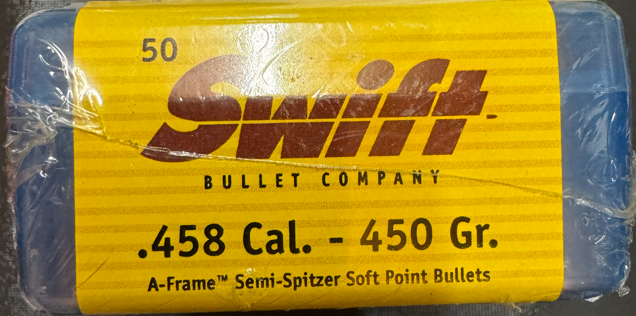 50
Swift
BULLET COMPANY
.458 Cal. - 450 Gr.
A-Frame™ Semi-Spitzer Soft Point Bullets